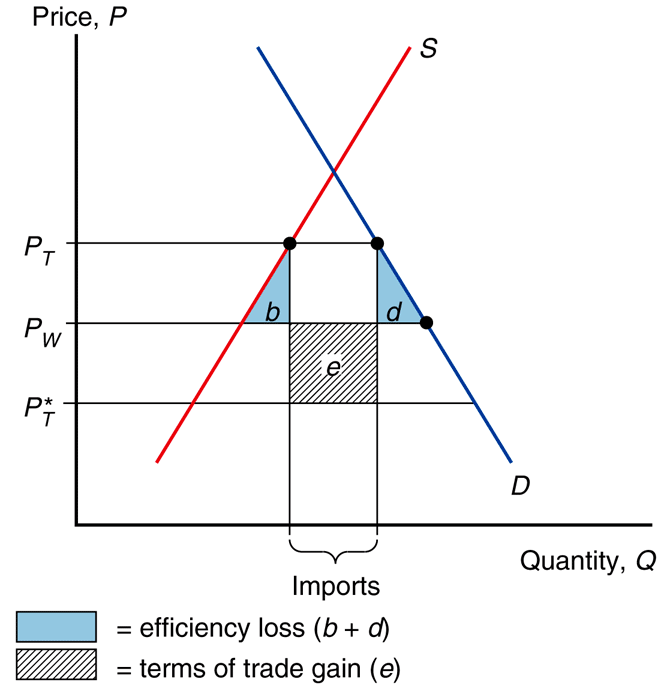 Price, P
S
P_T
b
d
P_W
e
P*_T
D
Quantity, Q
Imports
= efficiency loss (b + d)
= terms of trade gain (e)